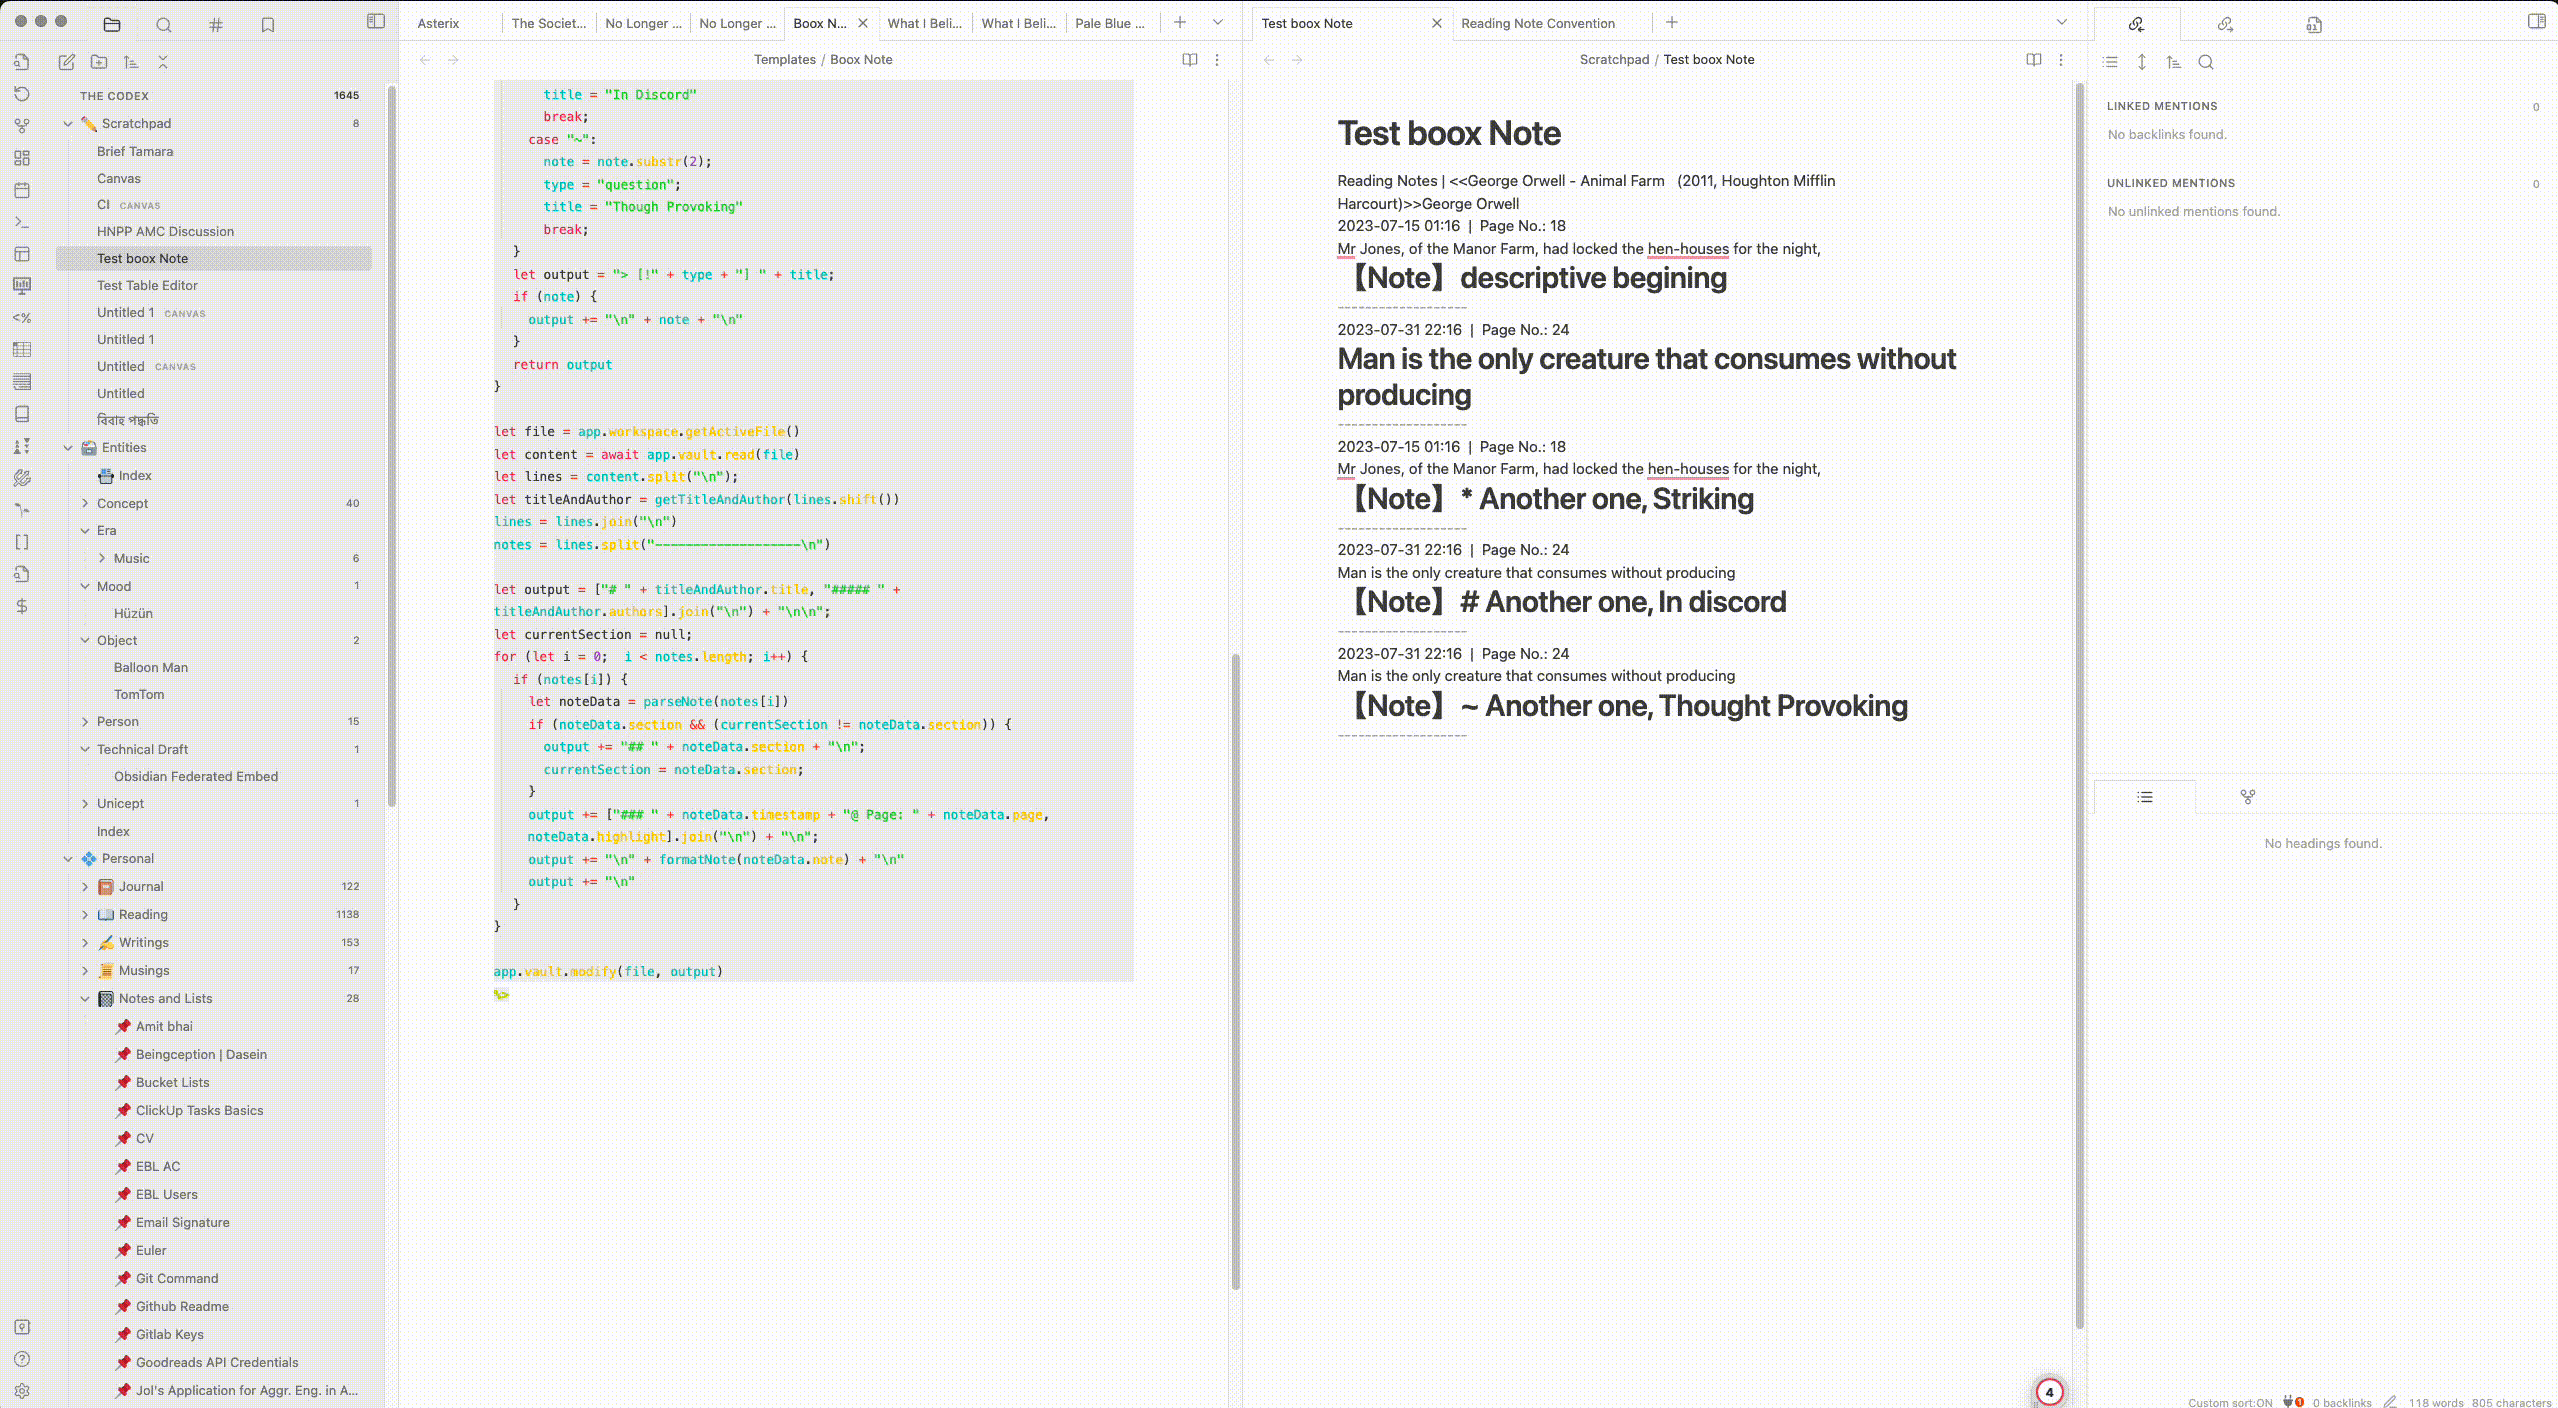 THE CODEX 1645
Scratchpad 8
Brief Tamara
Canvas
CI CANVAS
HNPP AMC Discussion
Test boox Note
Test Table Editor
Untitled 1 CANVAS
Untitled 1
Untitled CANVAS
Untitled
বিবাহ পদ্ধতি
Entities
Index
Concept 40
Era
Music 6
Mood 1
Hüzün
Object 2
Balloon Man
TomTom
Person 15
Technical Draft 1
Obsidian Federated Embed
Unicept 1
Index
Personal
Journal 122
Reading 1138
Writings 153
Musings 17
Notes and Lists 28
Amit bhai
Beingception | Dasein
Bucket Lists
ClickUp Tasks Basics
CV
EBL AC
EBL Users
Email Signature
Euler
Git Command
Github Readme
Gitlab Keys
Goodreads API Credentials
Jol's Application for Aggr. Eng. in A...
Asterix The Societ... No Longer ... No Longer ... Boox N... What I Beli... What I Beli... Pale Blue ...
Templates / Boox Note
title = "In Discord"
break;
case "~":
note = note.substr(2);
type = "question";
title = "Though Provoking"
break;
}
let output = "> [!" + type + "] " + title;
if (note) {
output += "\n" + note + "\n"
}
return output
}
let file = app.workspace.getActiveFile()
let content = await app.vault.read(file)
let lines = content.split("\n");
let titleAndAuthor = getTitleAndAuthor(lines.shift())
lines = lines.join("\n")
notes = lines.split("-------------------\n")
let output = ["# " + titleAndAuthor.title, "##### " +
titleAndAuthor.authors].join("\n") + "\n\n";
let currentSection = null;
for (let i = 0; i < notes.length; i++) {
if (notes[i]) {
let noteData = parseNote(notes[i])
if (noteData.section && (currentSection != noteData.section)) {
output += "## " + noteData.section + "\n";
currentSection = noteData.section;
}
output += ["### " + noteData.timestamp + "@ Page: " + noteData.page,
noteData.highlight].join("\n") + "\n";
output += "\n" + formatNote(noteData.note) + "\n"
output += "\n"
}
}
app.vault.modify(file, output)
%>
Test boox Note Reading Note Convention
Scratchpad / Test boox Note
Test boox Note
Reading Notes | <<George Orwell - Animal Farm (2011, Houghton Mifflin
Harcourt)>>George Orwell
2023-07-15 01:16 | Page No.: 18
Mr Jones, of the Manor Farm, had locked the hen-houses for the night,
【Note】descriptive begining
-------------------
2023-07-31 22:16 | Page No.: 24
Man is the only creature that consumes without
producing
-------------------
2023-07-15 01:16 | Page No.: 18
Mr Jones, of the Manor Farm, had locked the hen-houses for the night,
【Note】* Another one, Striking
-------------------
2023-07-31 22:16 | Page No.: 24
Man is the only creature that consumes without producing
【Note】# Another one, In discord
-------------------
2023-07-31 22:16 | Page No.: 24
Man is the only creature that consumes without producing
【Note】~ Another one, Thought Provoking
-------------------
4
LINKED MENTIONS 0
No backlinks found.
UNLINKED MENTIONS 0
No unlinked mentions found.
No headings found.
Custom sort:ON 1 0 backlinks 118 words 805 characters